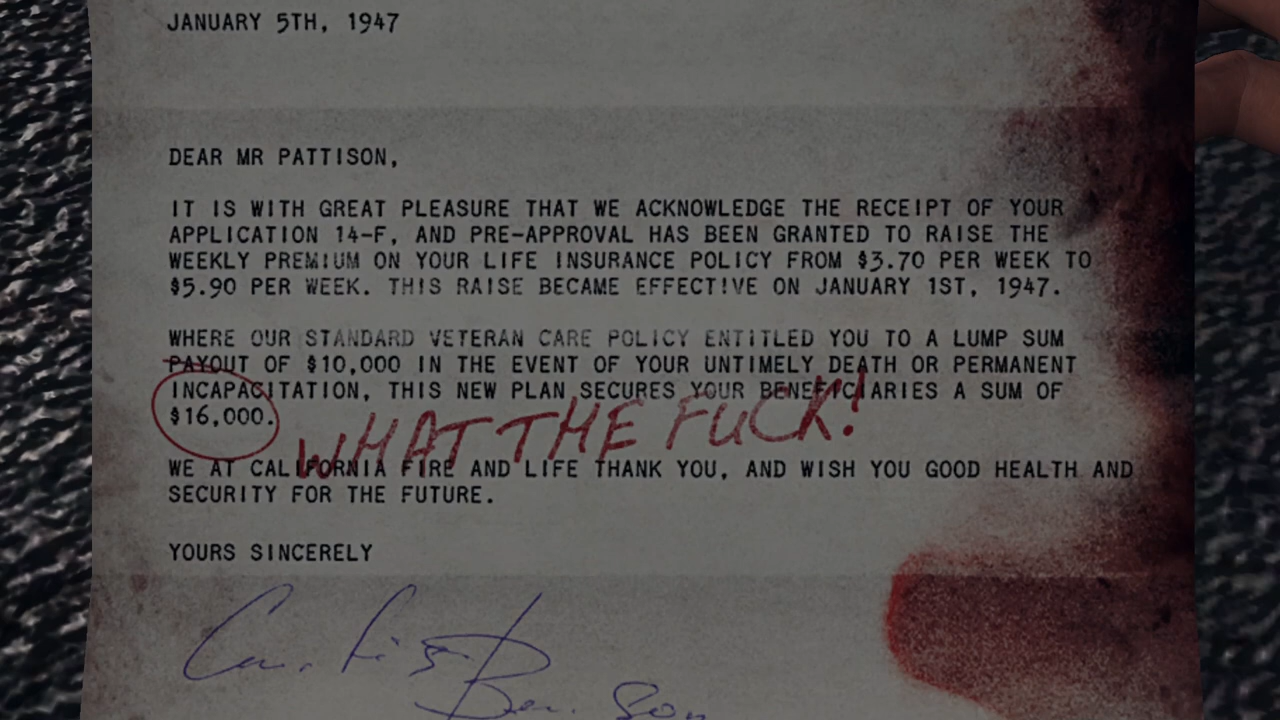 JANUARY 5TH, 1947
DEAR MR PATTISON,
IT IS WITH GREAT PLEASURE THAT WE ACKNOWLEDGE THE RECEIPT OF YOUR
APPLICATION 14-F, AND PRE-APPROVAL HAS BEEN GRANTED TO RAISE THE
WEEKLY PREMIUM ON YOUR LIFE INSURANCE POLICY FROM $3.70 PER WEEK TO
$5.90 PER WEEK. THIS RAISE BECAME EFFECTIVE ON JANUARY 1ST, 1947.
WHERE OUR STANDARD VETERAN CARE POLICY ENTITLED YOU TO A LUMP SUM
PAYOUT OF $10,000 IN THE EVENT OF YOUR UNTIMELY DEATH OR PERMANENT
INCAPACITATION, THIS NEW PLAN SECURES YOUR BENEFICIARIES A SUM OF
$16,000.
WHAT THE FUCK!
WE AT CALIFORNIA FIRE AND LIFE THANK YOU, AND WISH YOU GOOD HEALTH AND
SECURITY FOR THE FUTURE.
YOURS SINCERELY
Curtis Benson